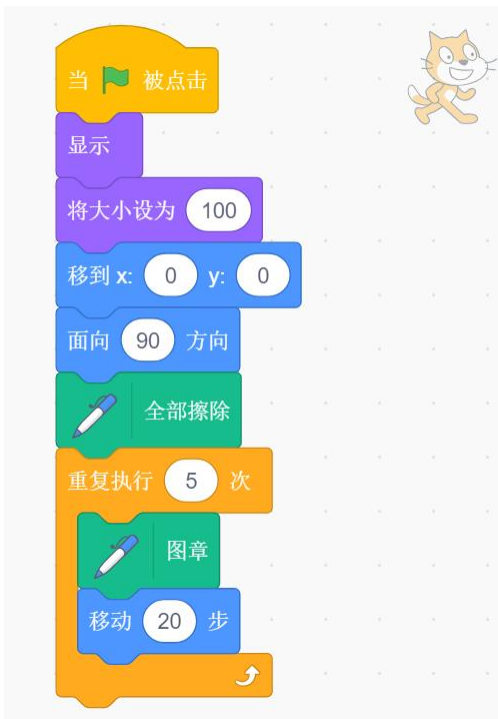 当 被点击
显示
将大小设为 100
移到 x: 0 y: 0
面向 90 方向
全部擦除
重复执行 5 次
图章
移动 20 步